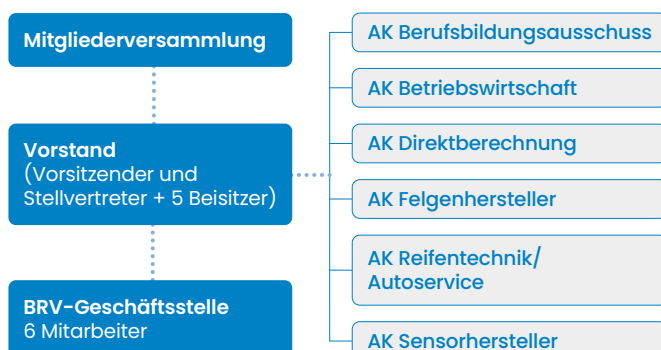 Mitgliederversammlung
Vorstand
(Vorsitzender und
Stellvertreter + 5 Beisitzer)
BRV-Geschäftsstelle
6 Mitarbeiter
AK Berufsbildungsausschuss
AK Betriebswirtschaft
AK Direktberechnung
AK Felgenhersteller
AK Reifentechnik/
Autoservice
AK Sensorhersteller